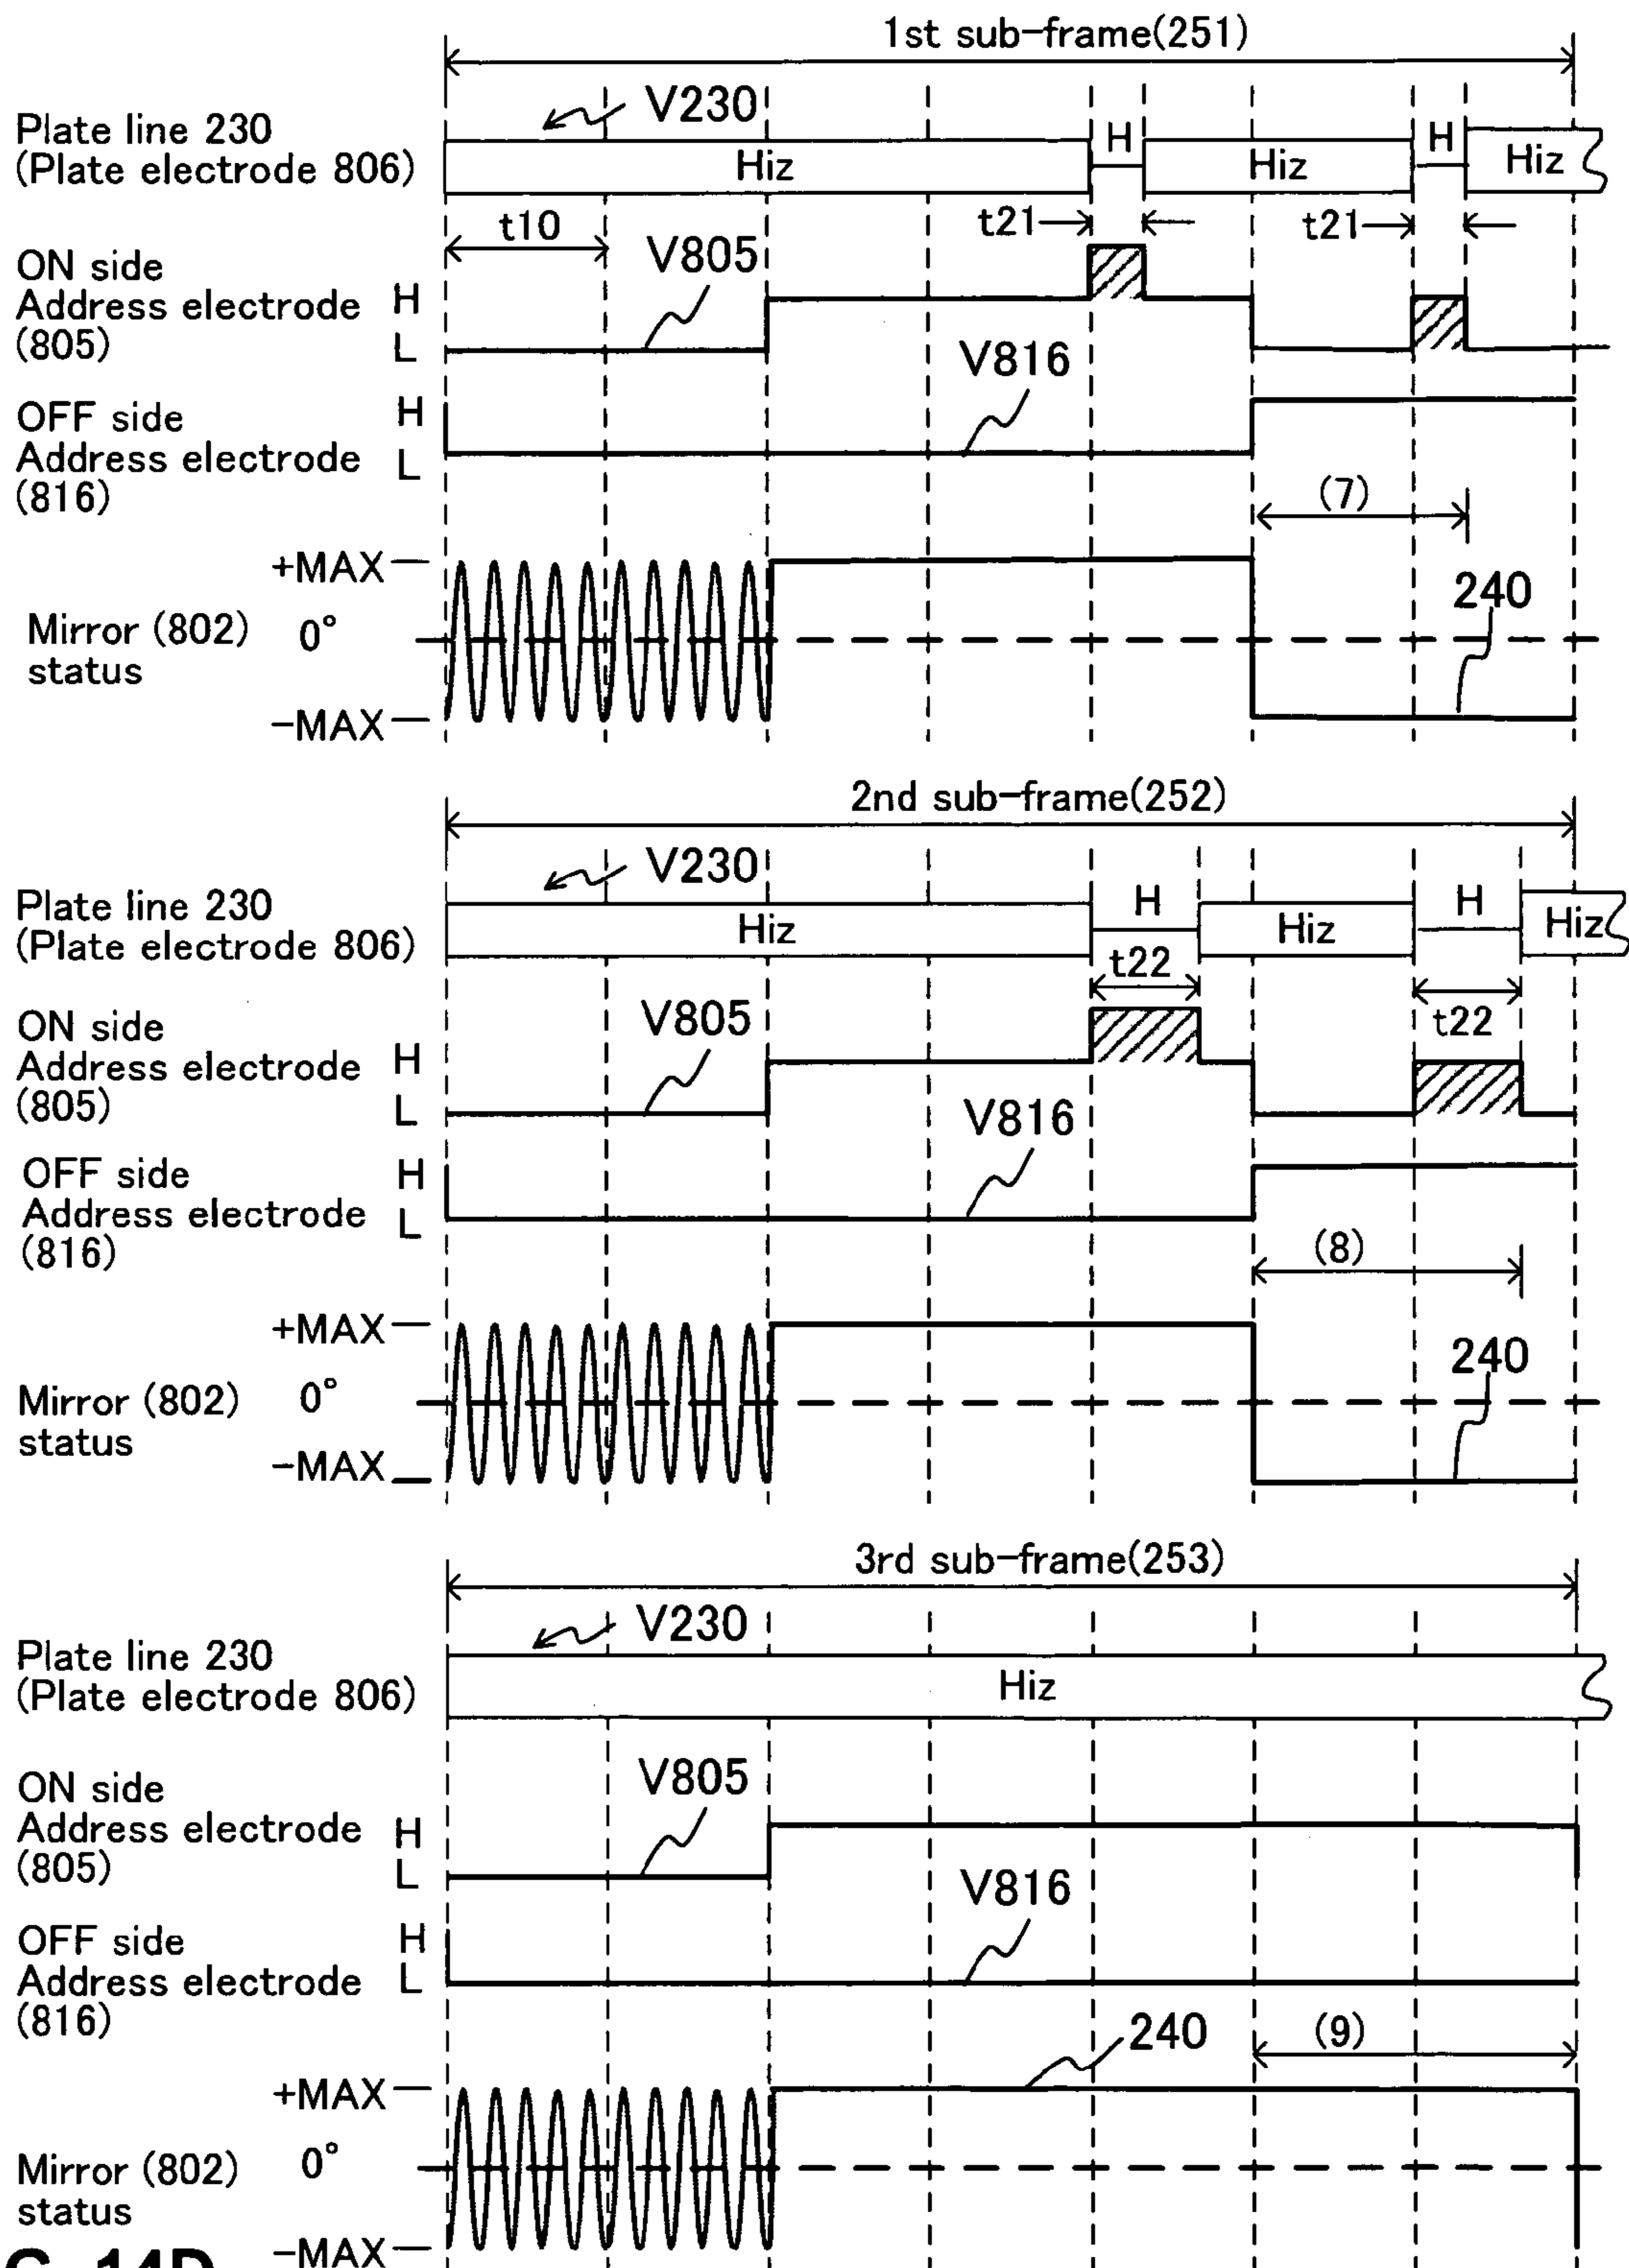 1st sub-frame(251)
V230
Plate line 230
(Plate electrode 806)
Hiz
H
Hiz
H
Hiz
t10
t21
t21
ON side
Address electrode
(805)
H
L
V805
OFF side
Address electrode
(816)
H
L
V816
(7)
Mirror (802)
status
+MAX
0°
-MAX
240
2nd sub-frame(252)
V230
Plate line 230
(Plate electrode 806)
Hiz
H
Hiz
H
Hiz
t22
t22
ON side
Address electrode
(805)
H
L
V805
OFF side
Address electrode
(816)
H
L
V816
(8)
Mirror (802)
status
+MAX
0°
-MAX
240
3rd sub-frame(253)
V230
Plate line 230
(Plate electrode 806)
Hiz
ON side
Address electrode
(805)
H
L
V805
OFF side
Address electrode
(816)
H
L
V816
240
(9)
Mirror (802)
status
+MAX
0°
-MAX